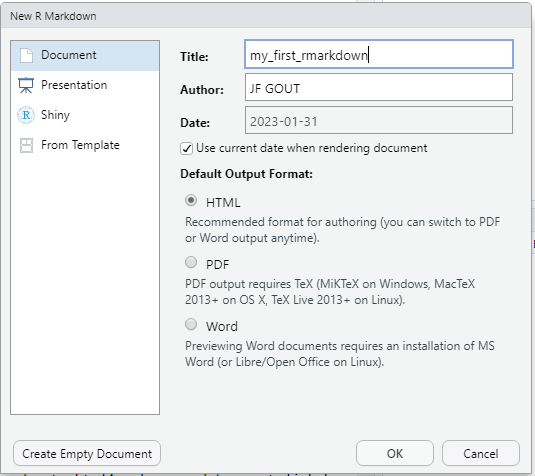 New R Markdown
Document
Presentation
Shiny
From Template
Title: my_first_rmarkdown
Author: JF GOUT
Date: 2023-01-31
Use current date when rendering document
Default Output Format:
HTML
Recommended format for authoring (you can switch to PDF
or Word output anytime).
PDF
PDF output requires TeX (MiKTeX on Windows, MacTeX
2013+ on OS X, TeX Live 2013+ on Linux).
Word
Previewing Word documents requires an installation of MS
Word (or Libre/Open Office on Linux).
Create Empty Document
OK
Cancel